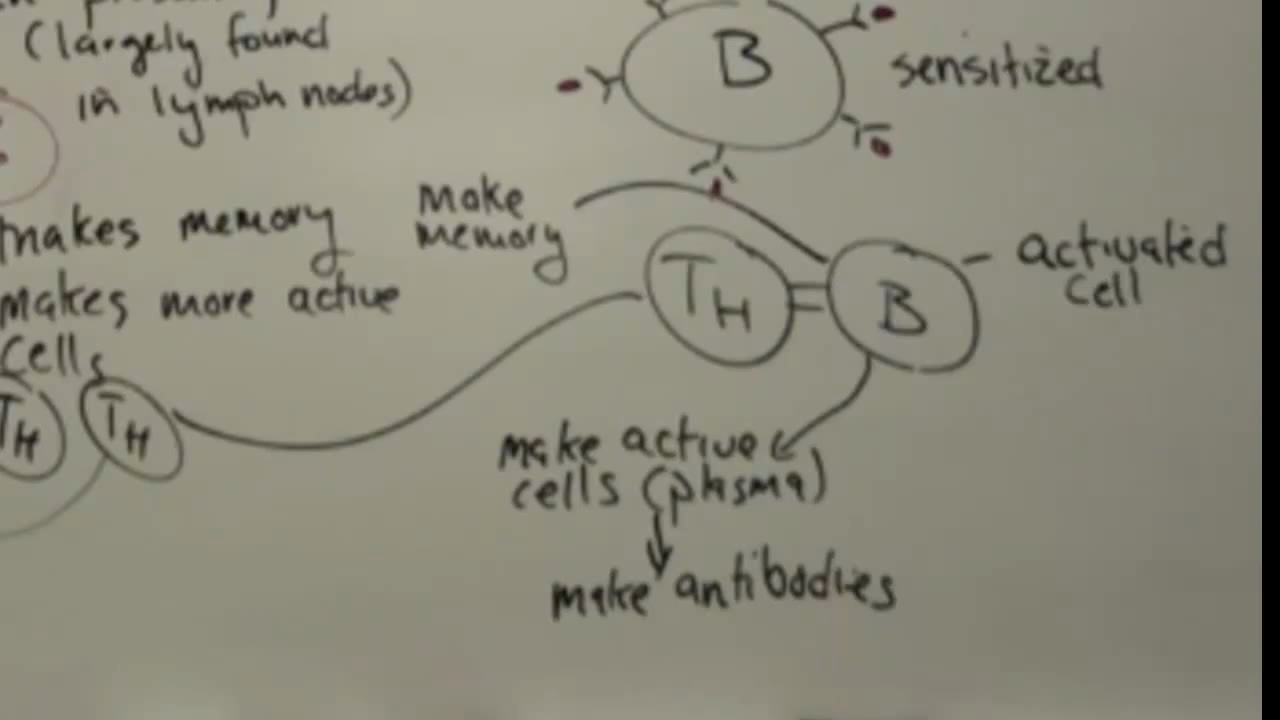 (largely found
in lymph nodes)
B
sensitized
makes memory
makes more active
cells
make
memory
TH
B
activated
cell
TH
TH
make active
cells (plasma)
make antibodies